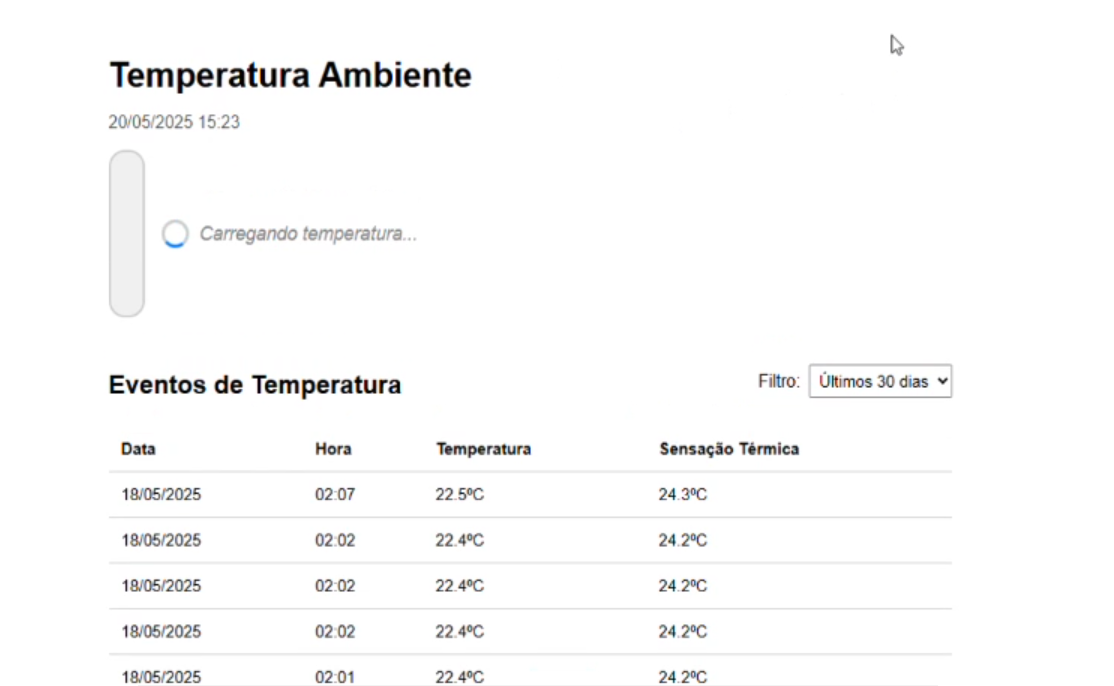 Temperatura Ambiente
20/05/2025 15:23
Carregando temperatura...
Eventos de Temperatura
Filtro: Últimos 30 dias
Data Hora Temperatura Sensação Térmica
18/05/2025 02:07 22.5ºC 24.3ºC
18/05/2025 02:02 22.4ºC 24.2ºC
18/05/2025 02:02 22.4ºC 24.2ºC
18/05/2025 02:02 22.4ºC 24.2ºC
18/05/2025 02:01 22.4ºC 24.2ºC